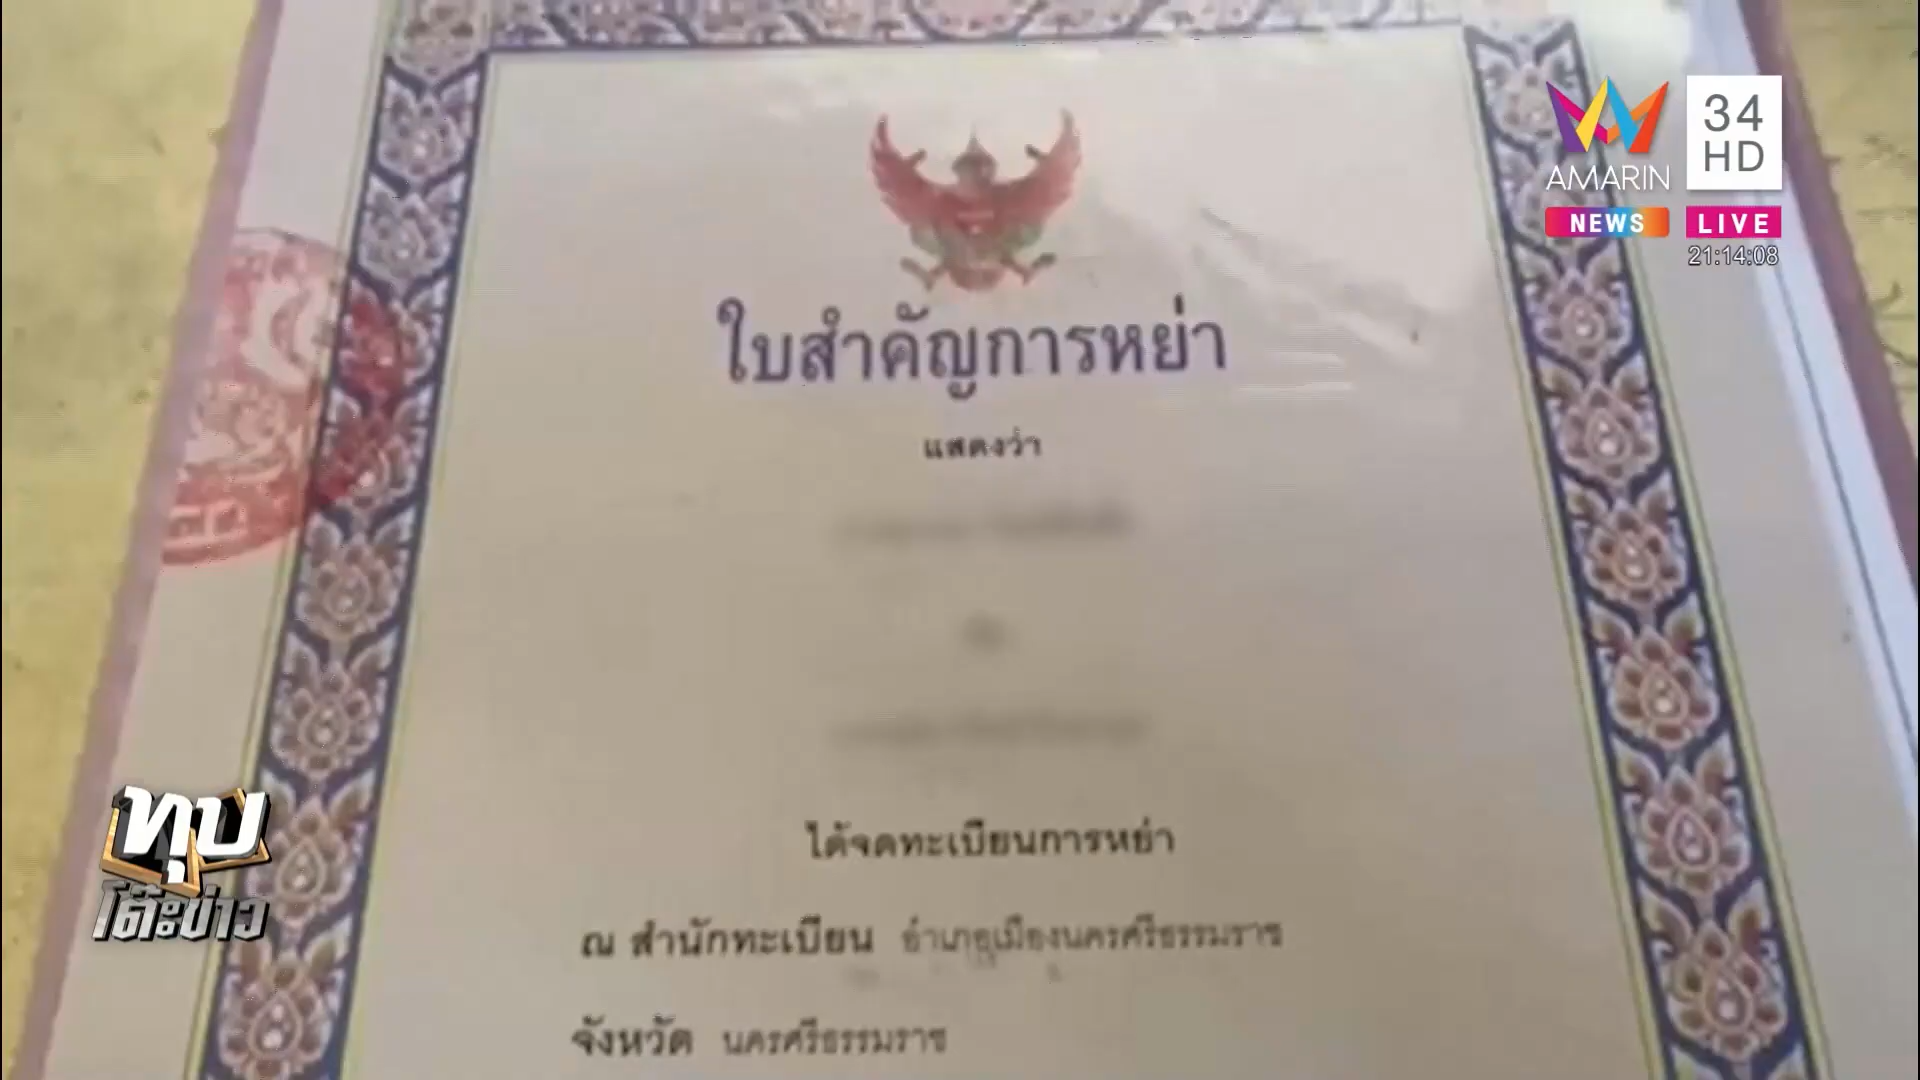 AMARIN
34
HD
NEWS
LIVE
21:14:08
ใบสำคัญการหย่า
แสดงว่า
ได้จดทะเบียนการหย่า
ณ สำนักทะเบียน อำเภอเมืองนครศรีธรรมราช
จังหวัด นครศรีธรรมราช
ทุบ
โต๊ะข่าว